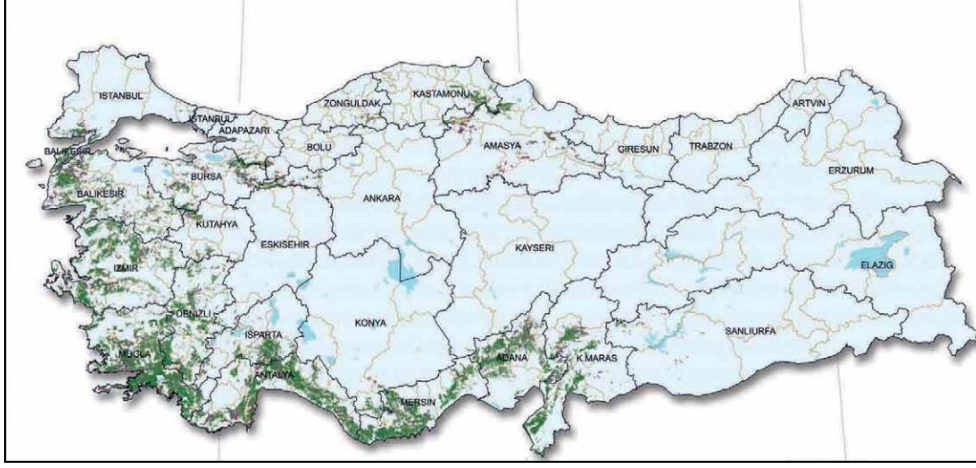 ISTANBUL
ISTANBUL
ADAPAZARI
ZONGULDAK
KASTAMONU
BOLU
AMASYA
GIRESUN
TRABZON
ARTVIN
ERZURUM
BALIKESIR
BALIKESIR
BURSA
KUTAHYA
ESKISEHIR
ANKARA
KAYSERI
ELAZIG
IZMIR
DENIZLI
ISPARTA
KONYA
SANLIURFA
MUGLA
ANTALYA
MERSIN
ADANA
K.MARAS